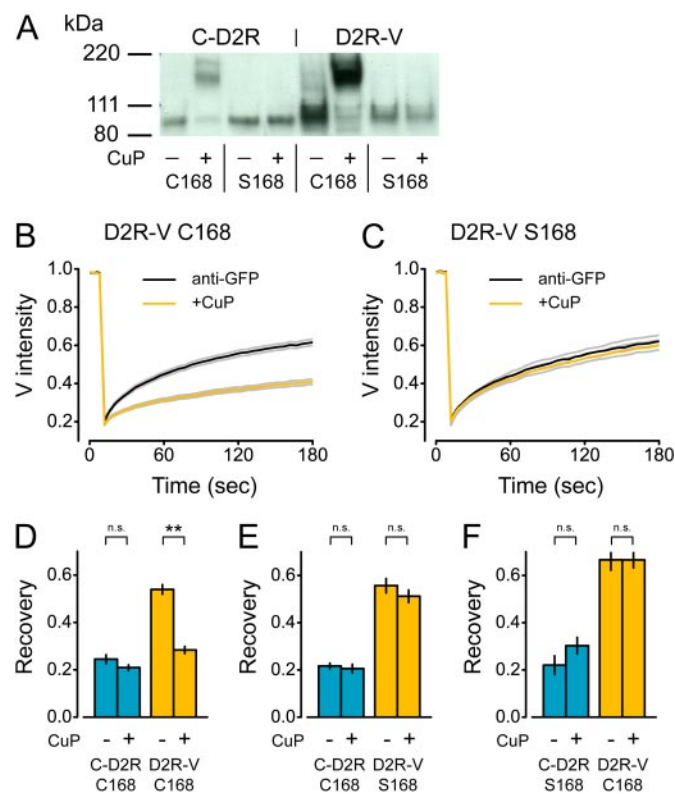 A
kDa
C-D2R | D2R-V
220
111
80
CuP − + − + − + − +
C168 S168 C168 S168
B D2R-V C168
C D2R-V S168
anti-GFP
+CuP
anti-GFP
+CuP
V intensity
1.0
0.8
0.6
0.4
0.2
0 60 120 180
Time (sec)
V intensity
1.0
0.8
0.6
0.4
0.2
0 60 120 180
Time (sec)
D
n.s. **
Recovery
0.6
0.4
0.2
0.0
CuP - + - +
C-D2R D2R-V
C168 C168
E
n.s. n.s.
Recovery
0.6
0.4
0.2
0.0
CuP - + - +
C-D2R D2R-V
C168 S168
F
n.s. n.s.
Recovery
0.6
0.4
0.2
0.0
CuP - + - +
C-D2R D2R-V
S168 C168